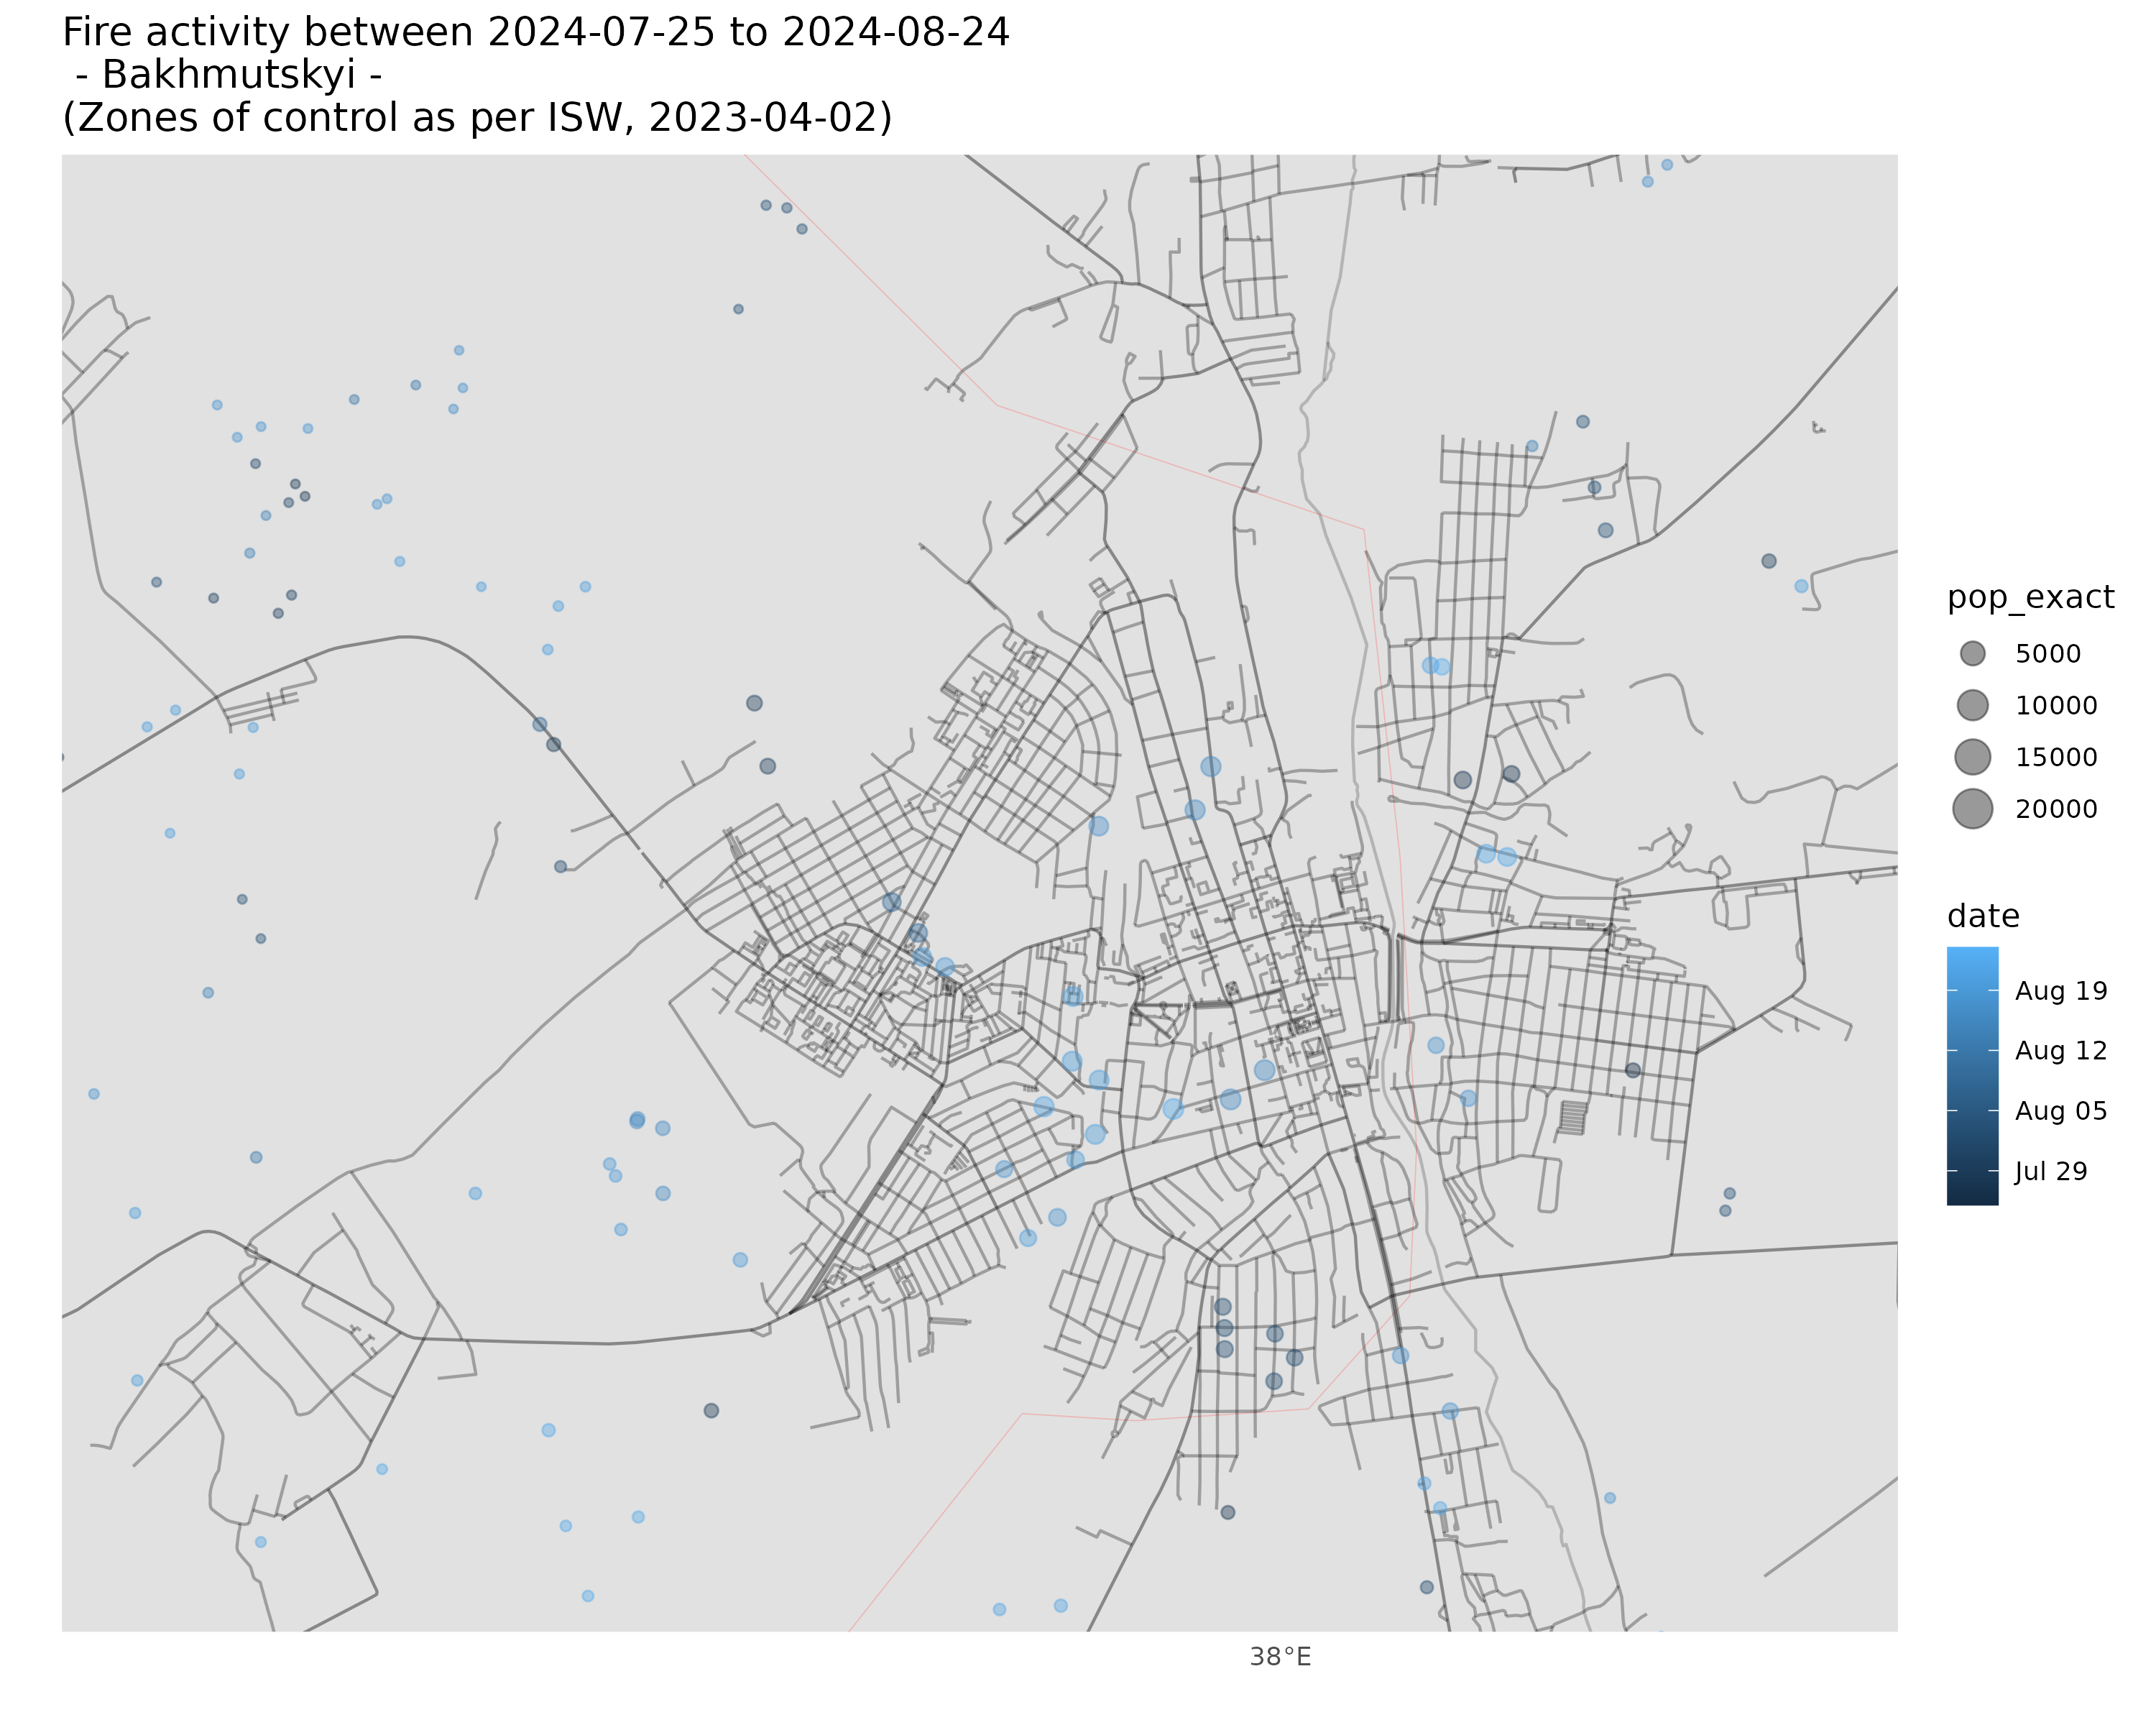 Fire activity between 2024-07-25 to 2024-08-24
- Bakhmutskyi -
(Zones of control as per ISW, 2023-04-02)
pop_exact
5000
10000
15000
20000
date
Aug 19
Aug 12
Aug 05
Jul 29
38°E